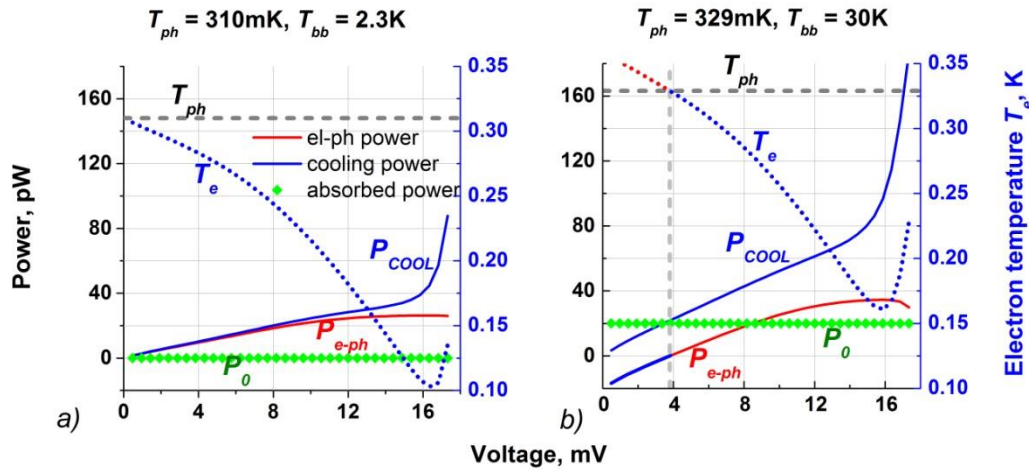 T_ph = 310mK, T_bb = 2.3K
T_ph = 329mK, T_bb = 30K
Power, pW
160
120
80
40
0
0 4 8 12 16
0.35
0.30
0.25
0.20
0.15
0.10
T_ph
el-ph power
cooling power
absorbed power
T_e
P_COOL
P_e-ph
P_0
a)
160
120
80
40
0
0 4 8 12 16
0.35
0.30
0.25
0.20
0.15
0.10
T_ph
T_e
P_COOL
P_0
P_e-ph
b)
Electron temperature T_e, K
Voltage, mV